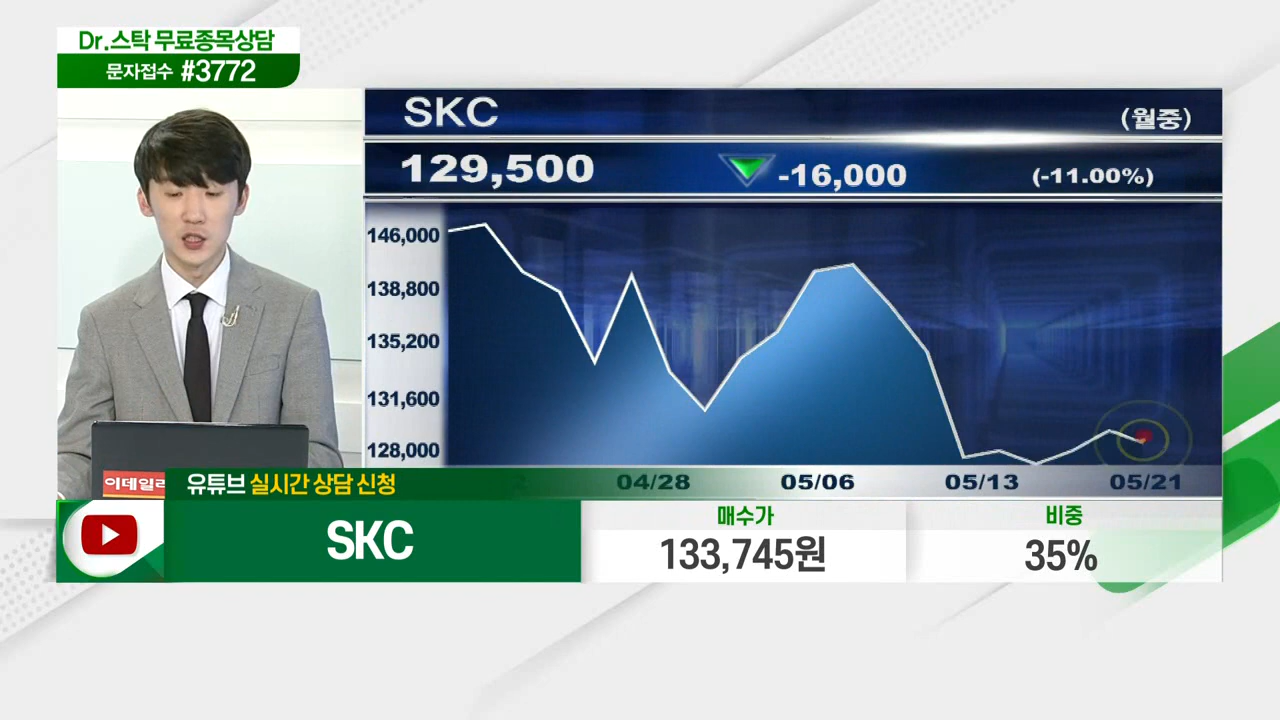 Dr.스탁 무료종목상담
문자접수 #3772
SKC
(월중)
129,500
-16,000
(-11.00%)
146,000
138,800
135,200
131,600
128,000
04/28
05/06
05/13
05/21
유튜브 실시간 상담 신청
SKC
매수가
133,745원
비중
35%